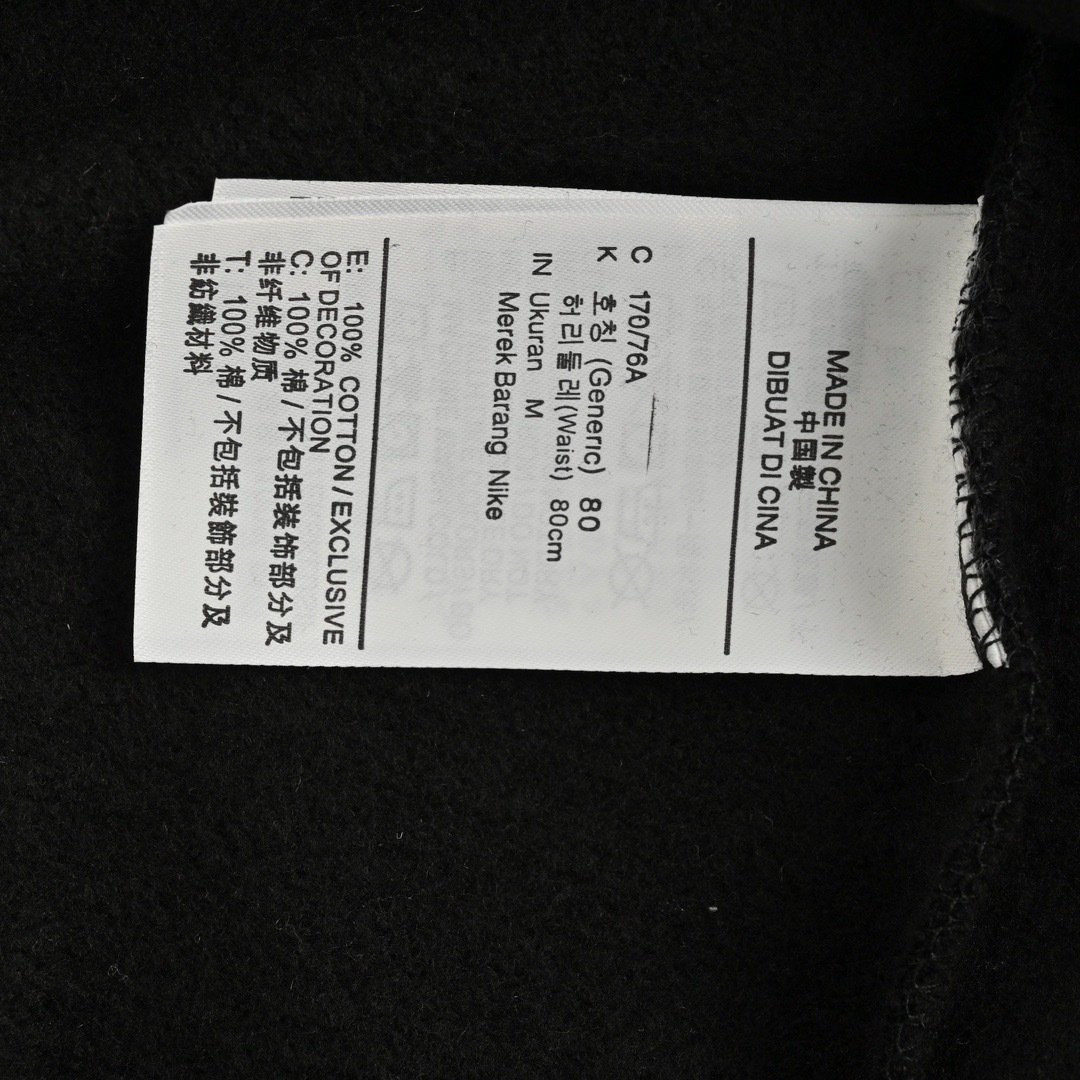 MADE IN CHINA
中国製
DIBUAT DI CINA
C 170/76A
K 호칭 (Generic) 80
허리둘레(Waist) 80cm
IN Ukuran M
Merek Barang Nike
E: 100% COTTON/EXCLUSIVE
OF DECORATION
C: 100% 棉/不包括装饰部分及
非纤维物质
T: 100% 棉/不包括裝飾部分及
非紡織材料